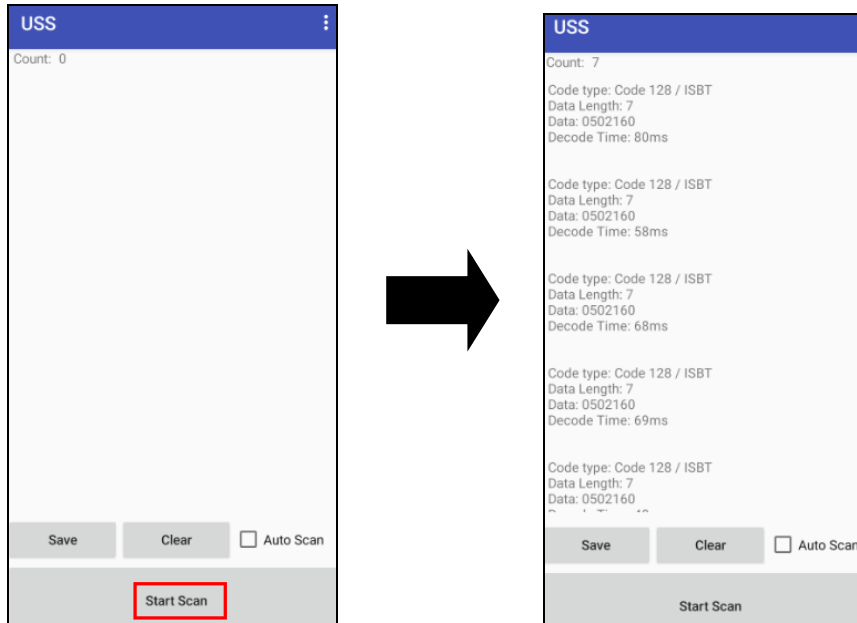 USS
Count: 0
Save
Clear
Auto Scan
Start Scan
USS
Count: 7
Code type: Code 128 / ISBT
Data Length: 7
Data: 0502160
Decode Time: 80ms
Code type: Code 128 / ISBT
Data Length: 7
Data: 0502160
Decode Time: 58ms
Code type: Code 128 / ISBT
Data Length: 7
Data: 0502160
Decode Time: 68ms
Code type: Code 128 / ISBT
Data Length: 7
Data: 0502160
Decode Time: 69ms
Code type: Code 128 / ISBT
Data Length: 7
Data: 0502160
Save
Clear
Auto Scan
Start Scan